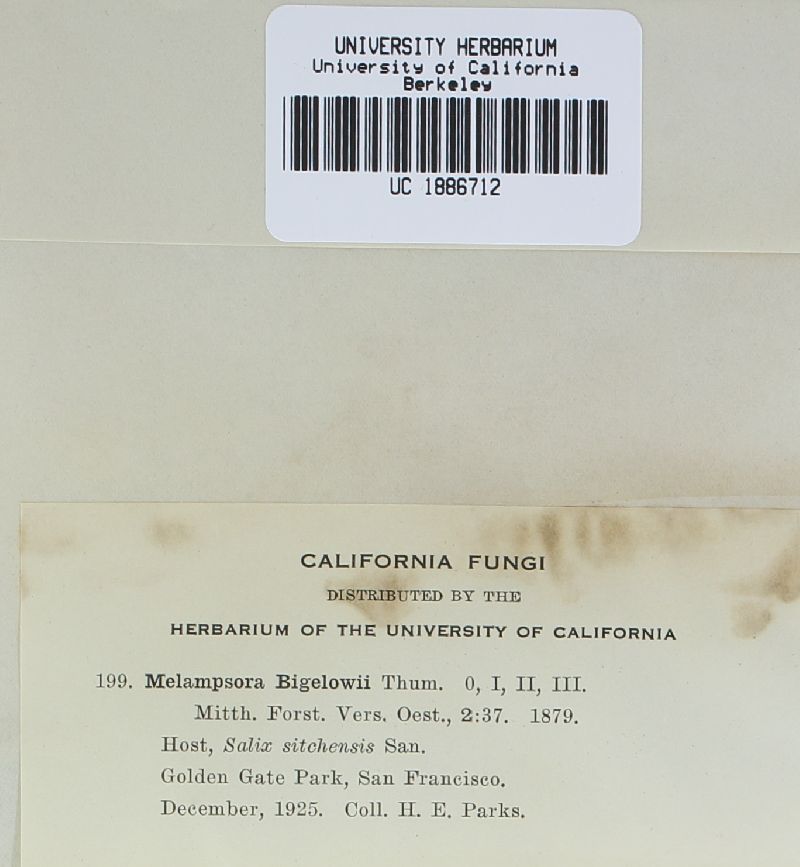 UNIVERSITY HERBARIUM
University of California
Berkeley
UC 1886712
CALIFORNIA FUNGI
DISTRIBUTED BY THE
HERBARIUM OF THE UNIVERSITY OF CALIFORNIA
199. Melampsora Bigelowii Thum. 0, I, II, III.
Mitth. Forst. Vers. Oest., 2:37. 1879.
Host, Salix sitchensis San.
Golden Gate Park, San Francisco.
December, 1925. Coll. H. E. Parks.